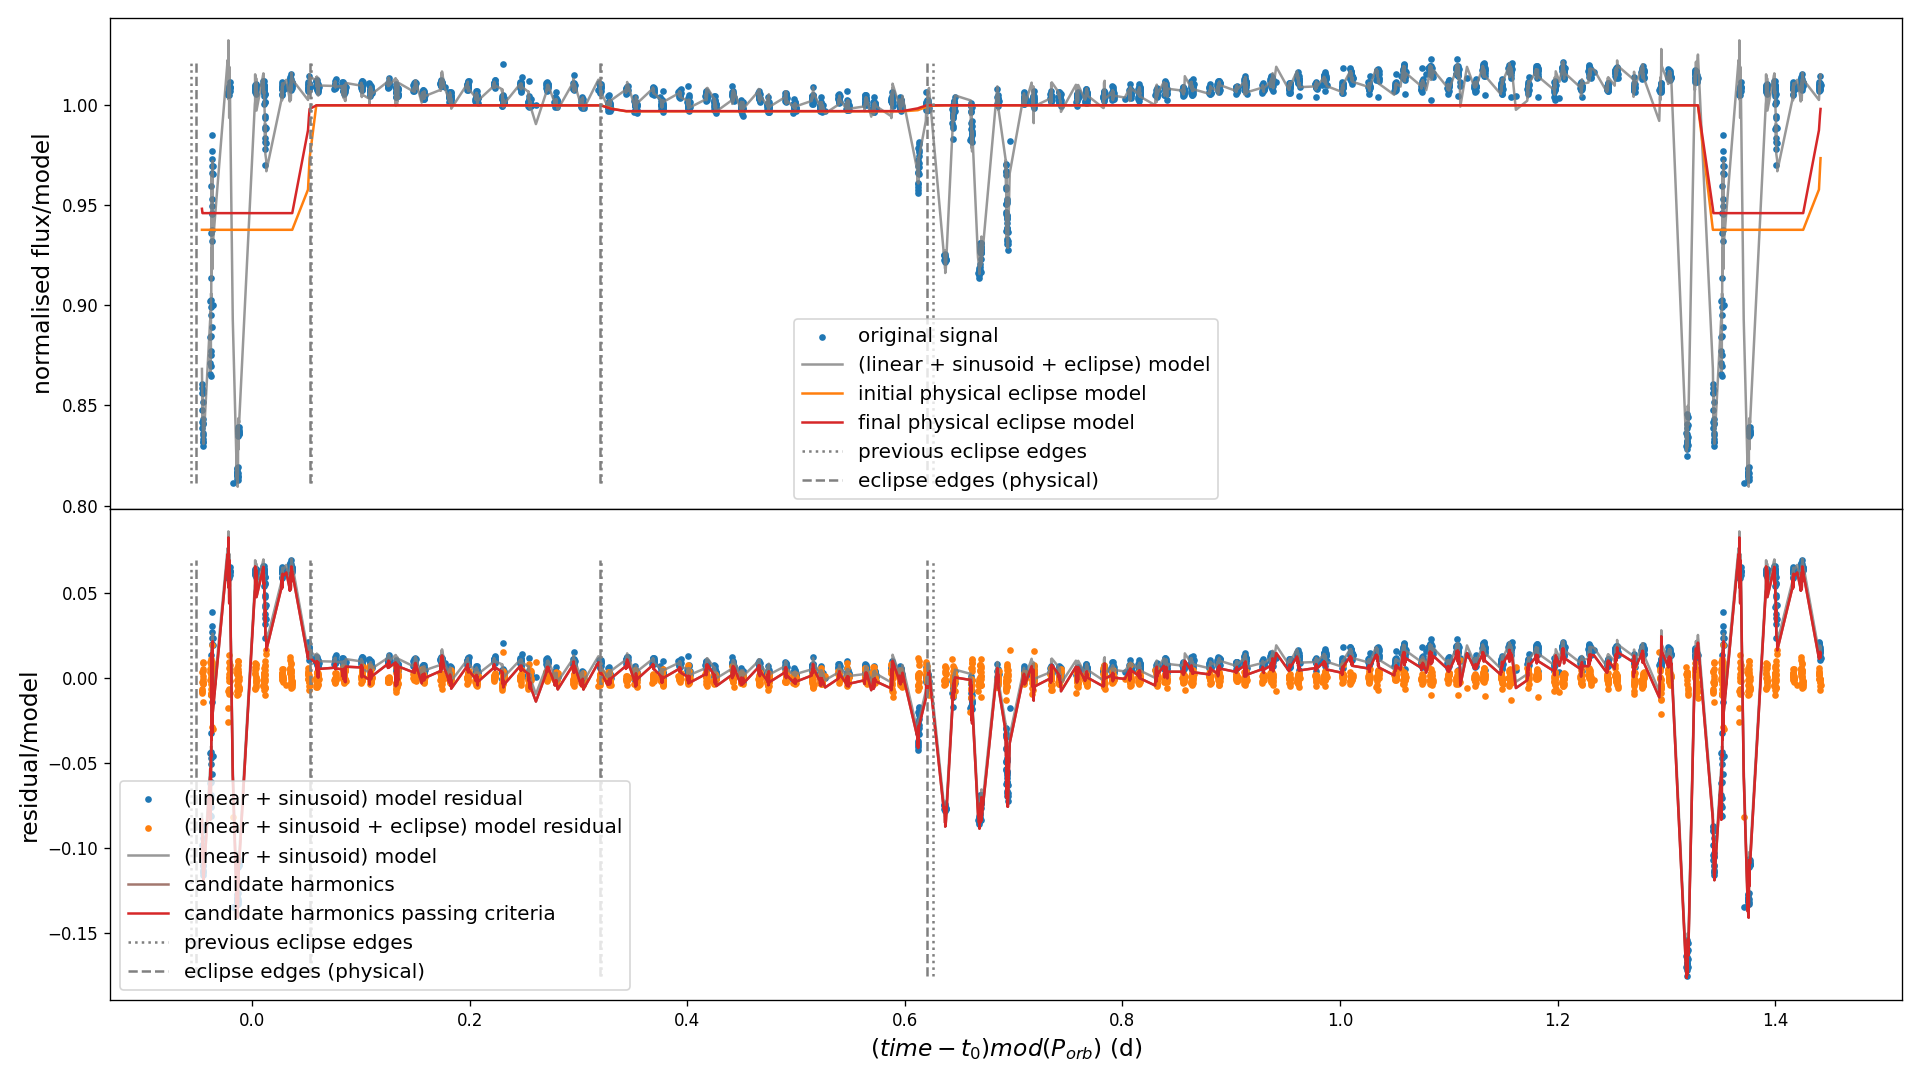 normalised flux/model
1.00
0.95
0.90
0.85
0.80
original signal
(linear + sinusoid + eclipse) model
initial physical eclipse model
final physical eclipse model
previous eclipse edges
eclipse edges (physical)
residual/model
0.05
0.00
−0.05
−0.10
−0.15
(linear + sinusoid) model residual
(linear + sinusoid + eclipse) model residual
(linear + sinusoid) model
candidate harmonics
candidate harmonics passing criteria
previous eclipse edges
eclipse edges (physical)
0.0 0.2 0.4 0.6 0.8 1.0 1.2 1.4
(time − t₀)mod(Pₒᵣb) (d)